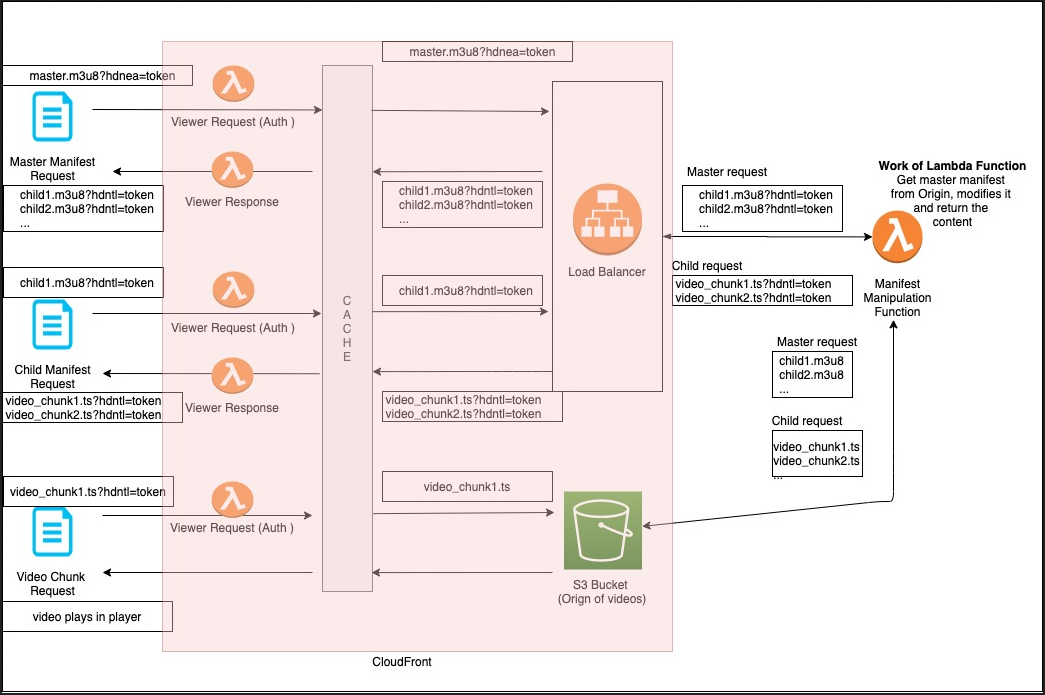 master.m3u8?hdnea=token
master.m3u8?hdnea=token
Viewer Request (Auth )
Master Manifest
Request
Viewer Response
child1.m3u8?hdntl=token
child2.m3u8?hdntl=token
...
child1.m3u8?hdntl=token
child2.m3u8?hdntl=token
...
Load Balancer
Master request
child1.m3u8?hdntl=token
child2.m3u8?hdntl=token
...
Work of Lambda Function
Get master manifest
from Origin, modifies it
and return the
content
Child request
video_chunk1.ts?hdntl=token
video_chunk2.ts?hdntl=token
Manifest
Manipulation
Function
child1.m3u8?hdntl=token
child1.m3u8?hdntl=token
Viewer Request (Auth )
C
A
C
H
E
Child Manifest
Request
Viewer Response
video_chunk1.ts?hdntl=token
video_chunk2.ts?hdntl=token
video_chunk1.ts?hdntl=token
video_chunk2.ts?hdntl=token
Master request
child1.m3u8
child2.m3u8
...
Child request
video_chunk1.ts
video_chunk2.ts
...
video_chunk1.ts?hdntl=token
video_chunk1.ts
Viewer Request (Auth )
Video Chunk
Request
S3 Bucket
(Orign of videos)
video plays in player
CloudFront